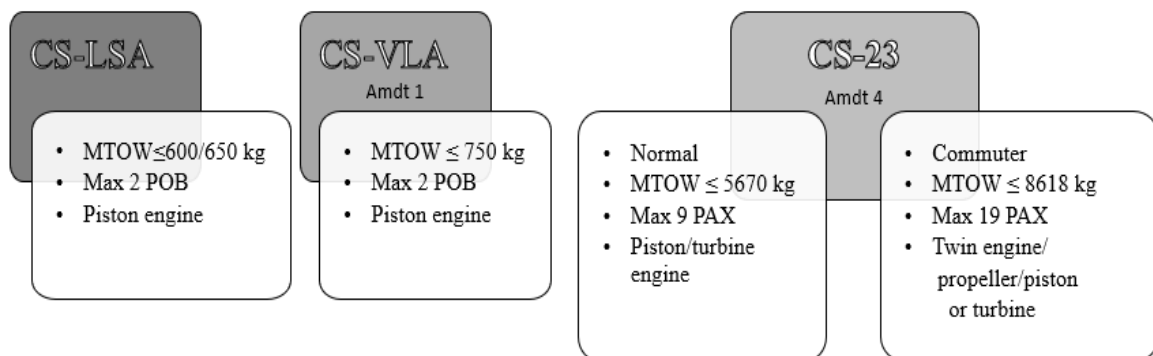 CS-LSA
• MTOW≤600/650 kg
• Max 2 POB
• Piston engine
CS-VLA
Amdt 1
• MTOW ≤ 750 kg
• Max 2 POB
• Piston engine
CS-23
Amdt 4
• Normal
• MTOW ≤ 5670 kg
• Max 9 PAX
• Piston/turbine
engine
• Commuter
• MTOW ≤ 8618 kg
• Max 19 PAX
• Twin engine/
propeller/piston
or turbine